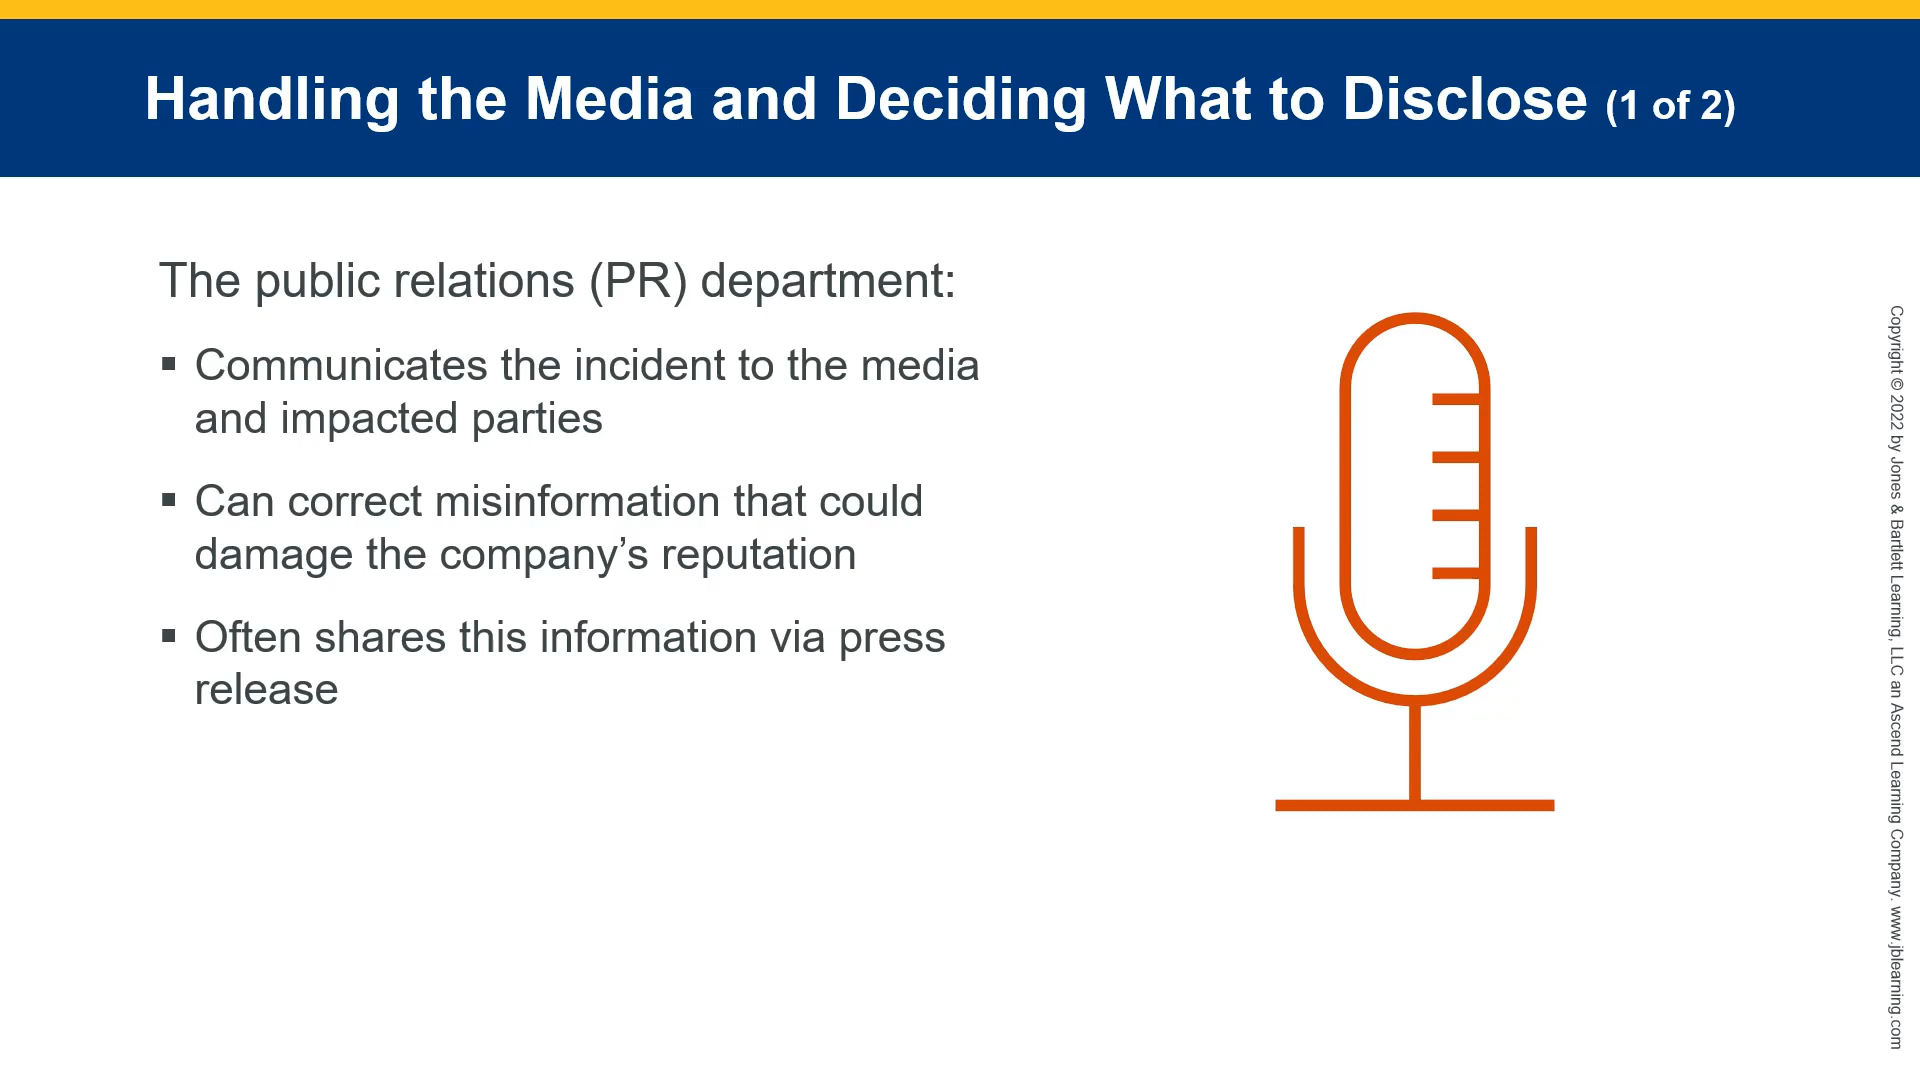 Handling the Media and Deciding What to Disclose (1 of 2)
The public relations (PR) department:
▪ Communicates the incident to the media
and impacted parties
▪ Can correct misinformation that could
damage the company’s reputation
▪ Often shares this information via press
release
Copyright © 2022 by Jones & Bartlett Learning, LLC an Ascend Learning Company. www.jblearning.com